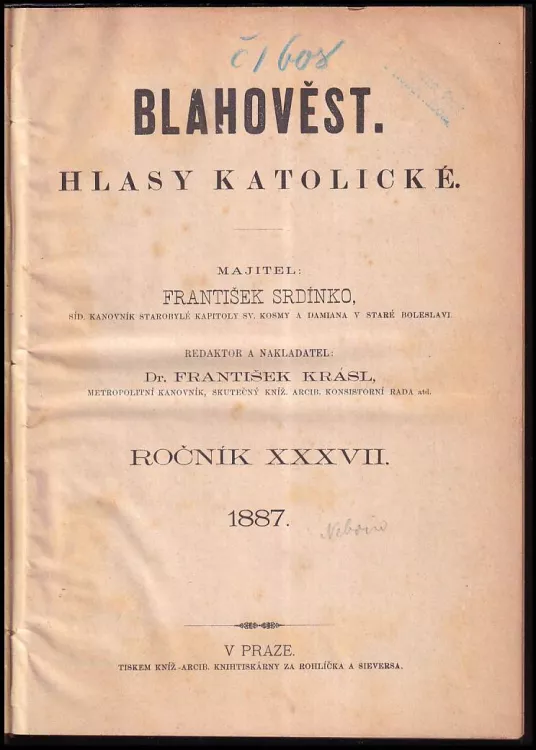 č/608
BLAHOVĚST.
HLASY KATOLICKÉ.
MAJITEL:
FRANTIŠEK SRDÍNKO,
SÍD. KANOVNÍK STAROBYLÉ KAPITOLY SV. KOSMY A DAMIANA V STARÉ BOLESLAVI.
REDAKTOR A NAKLADATEL:
Dr. FRANTIŠEK KRÁSL,
METROPOLITNÍ KANOVNÍK, SKUTEČNÝ KNÍŽ. ARCIB. KONSISTORNÍ RADA atd.
ROČNÍK XXXVII.
1887.
V PRAZE.
TISKEM KNÍŽ.-ARCIB. KNIHTISKÁRNY ZA ROHLÍČKA A SIEVERSA.